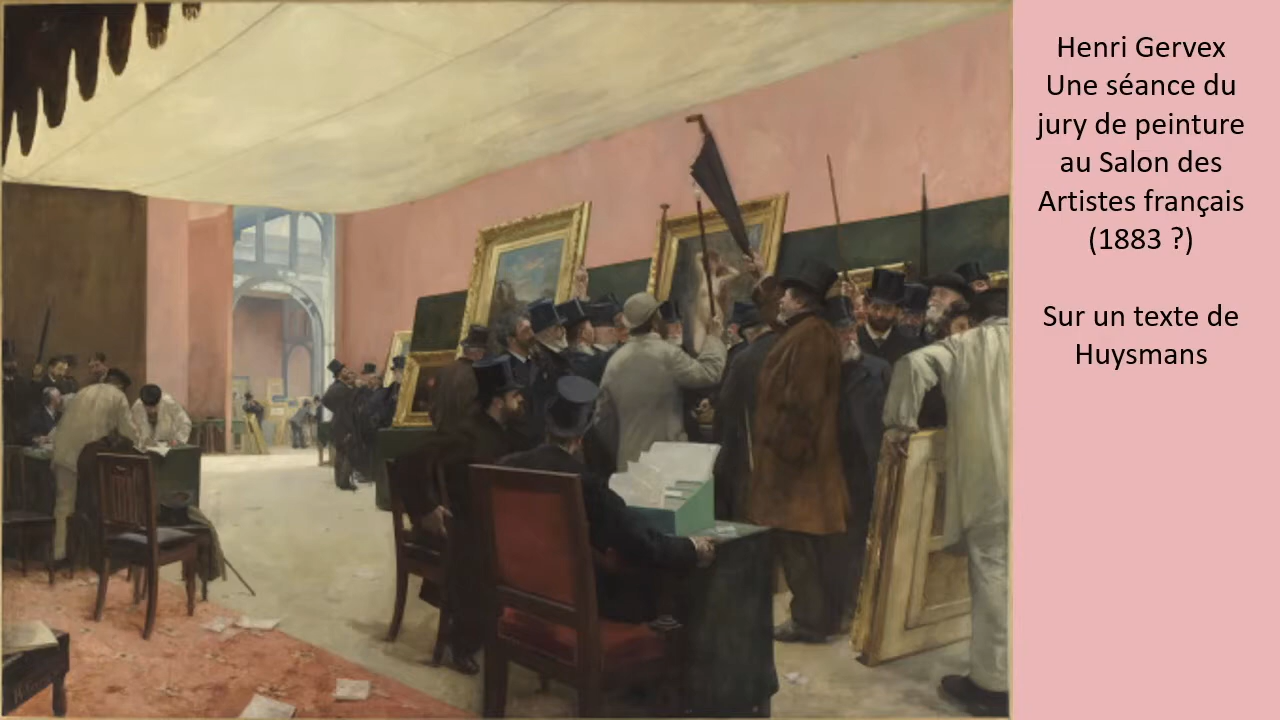 Henri Gervex
Une séance du
jury de peinture
au Salon des
Artistes français
(1883 ?)
Sur un texte de
Huysmans